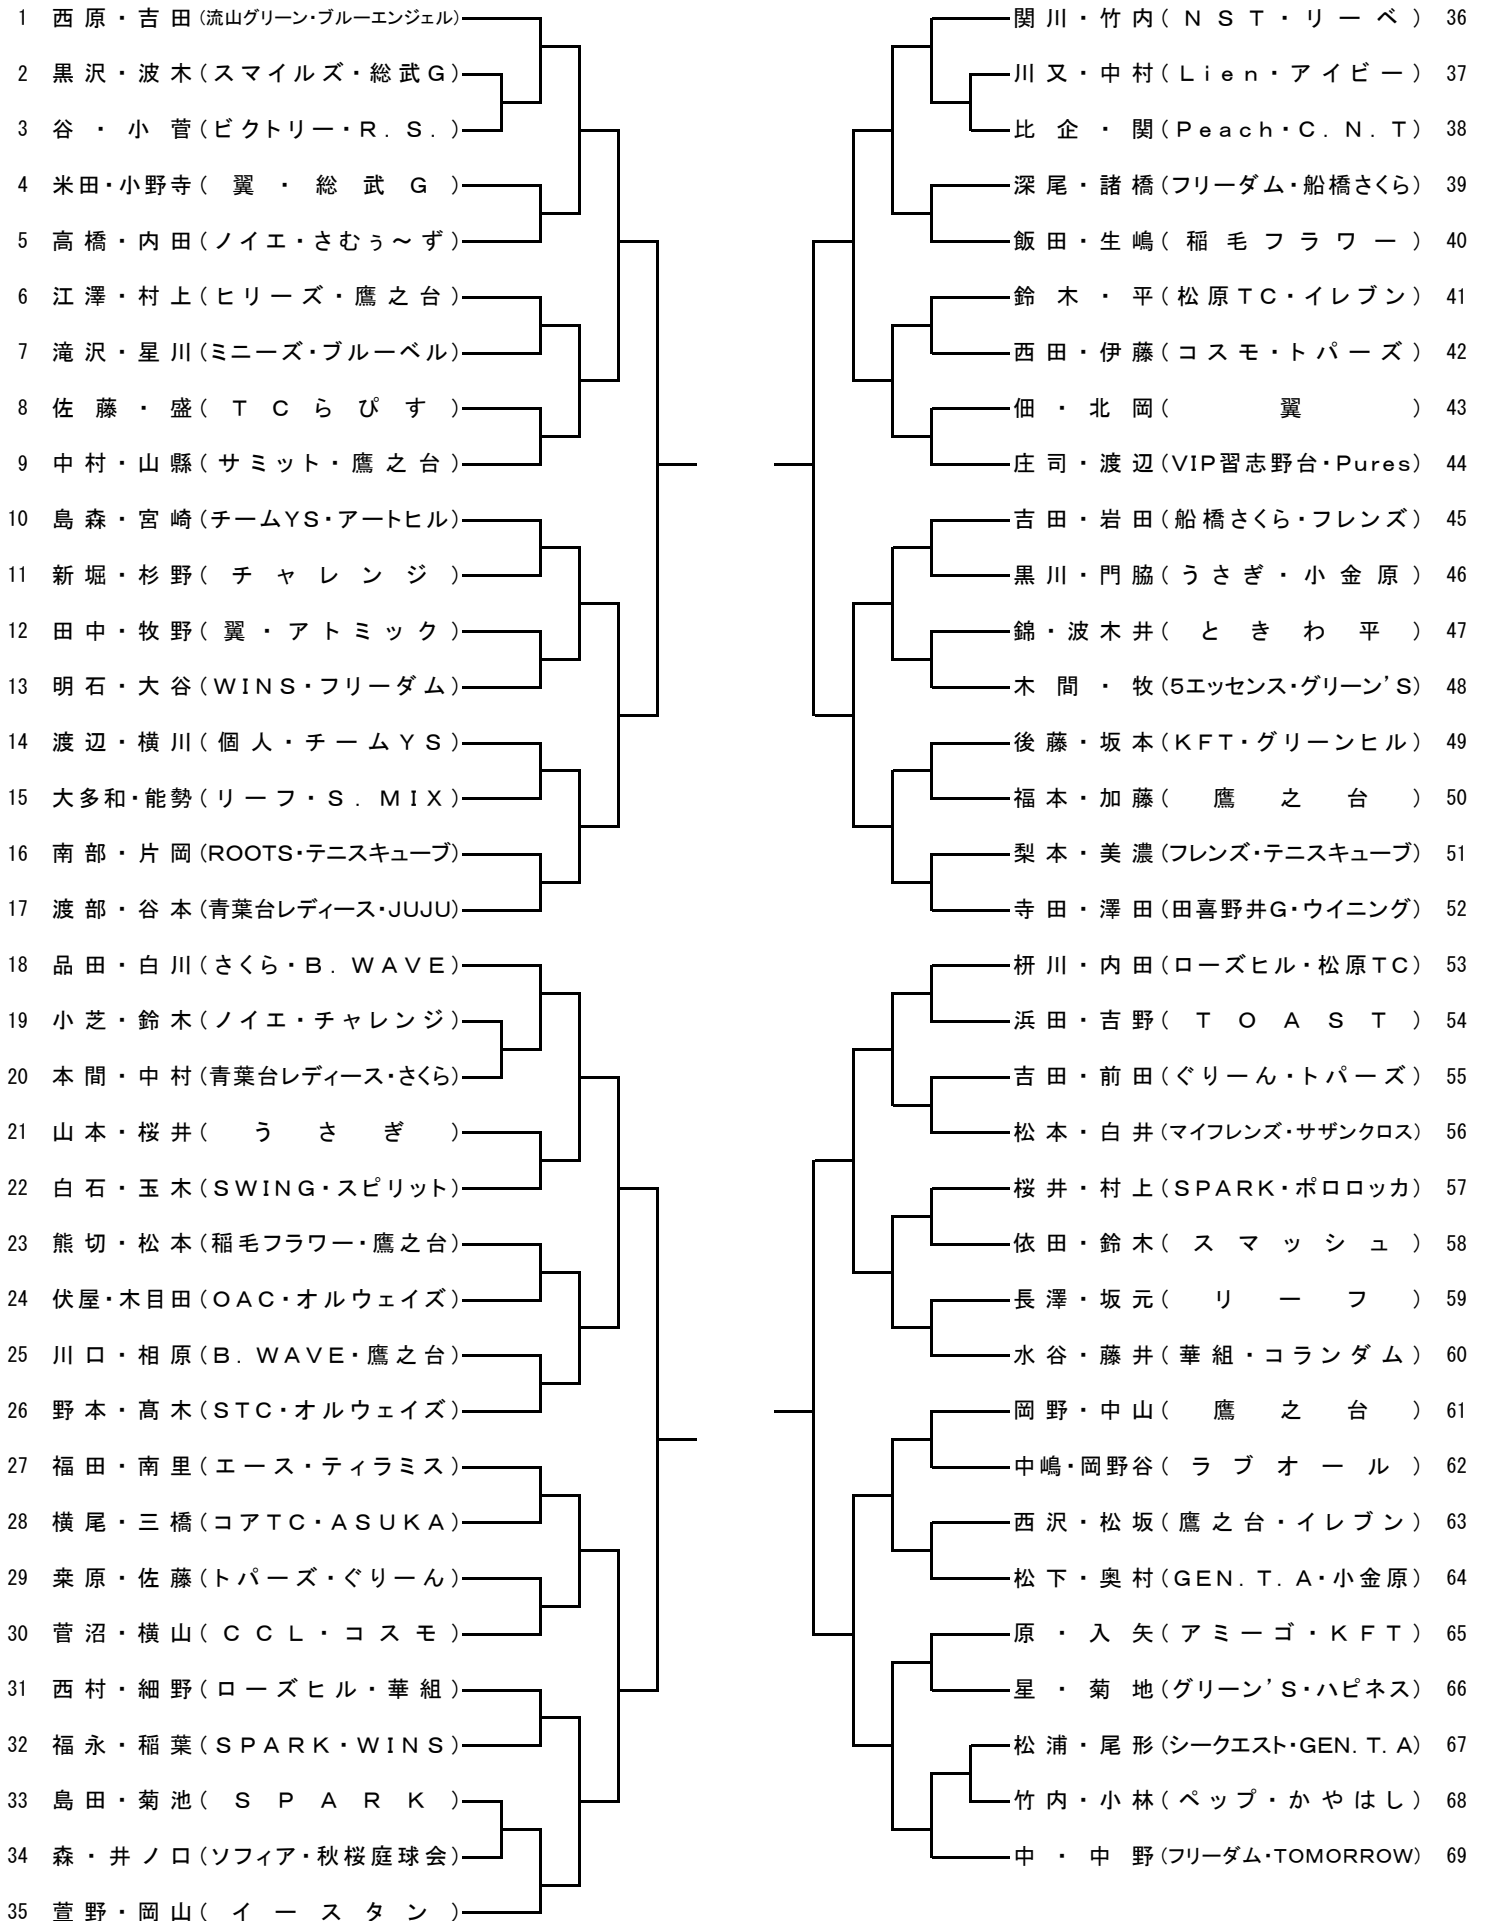 1 西原・吉田(流山グリーン・ブルーエンジェル)
2 黒沢・波木(スマイルズ・総武G)
3 谷・小菅(ビクトリー・R.S.)
4 米田・小野寺(翼・総武G)
5 高橋・内田(ノイエ・さむぅ～ず)
6 江澤・村上(ヒリーズ・鷹之台)
7 滝沢・星川(ミニーズ・ブルーベル)
8 佐藤・盛(TCらぴす)
9 中村・山縣(サミット・鷹之台)
10 島森・宮崎(チームYS・アートヒル)
11 新堀・杉野(チャレンジ)
12 田中・牧野(翼・アトミック)
13 明石・大谷(WINS・フリーダム)
14 渡辺・横川(個人・チームYS)
15 大多和・能勢(リーフ・S.MIX)
16 南部・片岡(ROOTS・テニスキューブ)
17 渡部・谷本(青葉台レディース・JUJU)
18 品田・白川(さくら・B.WAVE)
19 小芝・鈴木(ノイエ・チャレンジ)
20 本間・中村(青葉台レディース・さくら)
21 山本・桜井(うさぎ)
22 白石・玉木(SWING・スピリット)
23 熊切・松本(稲毛フラワー・鷹之台)
24 伏屋・木目田(OAC・オルウェイズ)
25 川口・相原(B.WAVE・鷹之台)
26 野本・髙木(STC・オルウェイズ)
27 福田・南里(エース・ティラミス)
28 横尾・三橋(コアTC・ASUKA)
29 桒原・佐藤(トパーズ・ぐりーん)
30 菅沼・横山(CCL・コスモ)
31 西村・細野(ローズヒル・華組)
32 福永・稲葉(SPARK・WINS)
33 島田・菊池(SPARK)
34 森・井ノ口(ソフィア・秋桜庭球会)
35 萱野・岡山(イースタン)
関川・竹内(NST・リーベ) 36
川又・中村(Lien・アイビー) 37
比企・関(Peach・C.N.T) 38
深尾・諸橋(フリーダム・船橋さくら) 39
飯田・生嶋(稲毛フラワー) 40
鈴木・平(松原TC・イレブン) 41
西田・伊藤(コスモ・トパーズ) 42
佃・北岡(翼) 43
庄司・渡辺(VIP習志野台・Pures) 44
吉田・岩田(船橋さくら・フレンズ) 45
黒川・門脇(うさぎ・小金原) 46
錦・波木井(ときわ平) 47
木間・牧(5エッセンス・グリーン’S) 48
後藤・坂本(KFT・グリーンヒル) 49
福本・加藤(鷹之台) 50
梨本・美濃(フレンズ・テニスキューブ) 51
寺田・澤田(田喜野井G・ウイニング) 52
枡川・内田(ローズヒル・松原TC) 53
浜田・吉野(TOAST) 54
吉田・前田(ぐりーん・トパーズ) 55
松本・白井(マイフレンズ・サザンクロス) 56
桜井・村上(SPARK・ポロロッカ) 57
依田・鈴木(スマッシュ) 58
長澤・坂元(リーフ) 59
水谷・藤井(華組・コランダム) 60
岡野・中山(鷹之台) 61
中嶋・岡野谷(ラブオール) 62
西沢・松坂(鷹之台・イレブン) 63
松下・奥村(GEN.T.A・小金原) 64
原・入矢(アミーゴ・KFT) 65
星・菊地(グリーン’S・ハピネス) 66
松浦・尾形(シークエスト・GEN.T.A) 67
竹内・小林(ペップ・かやはし) 68
中・中野(フリーダム・TOMORROW) 69